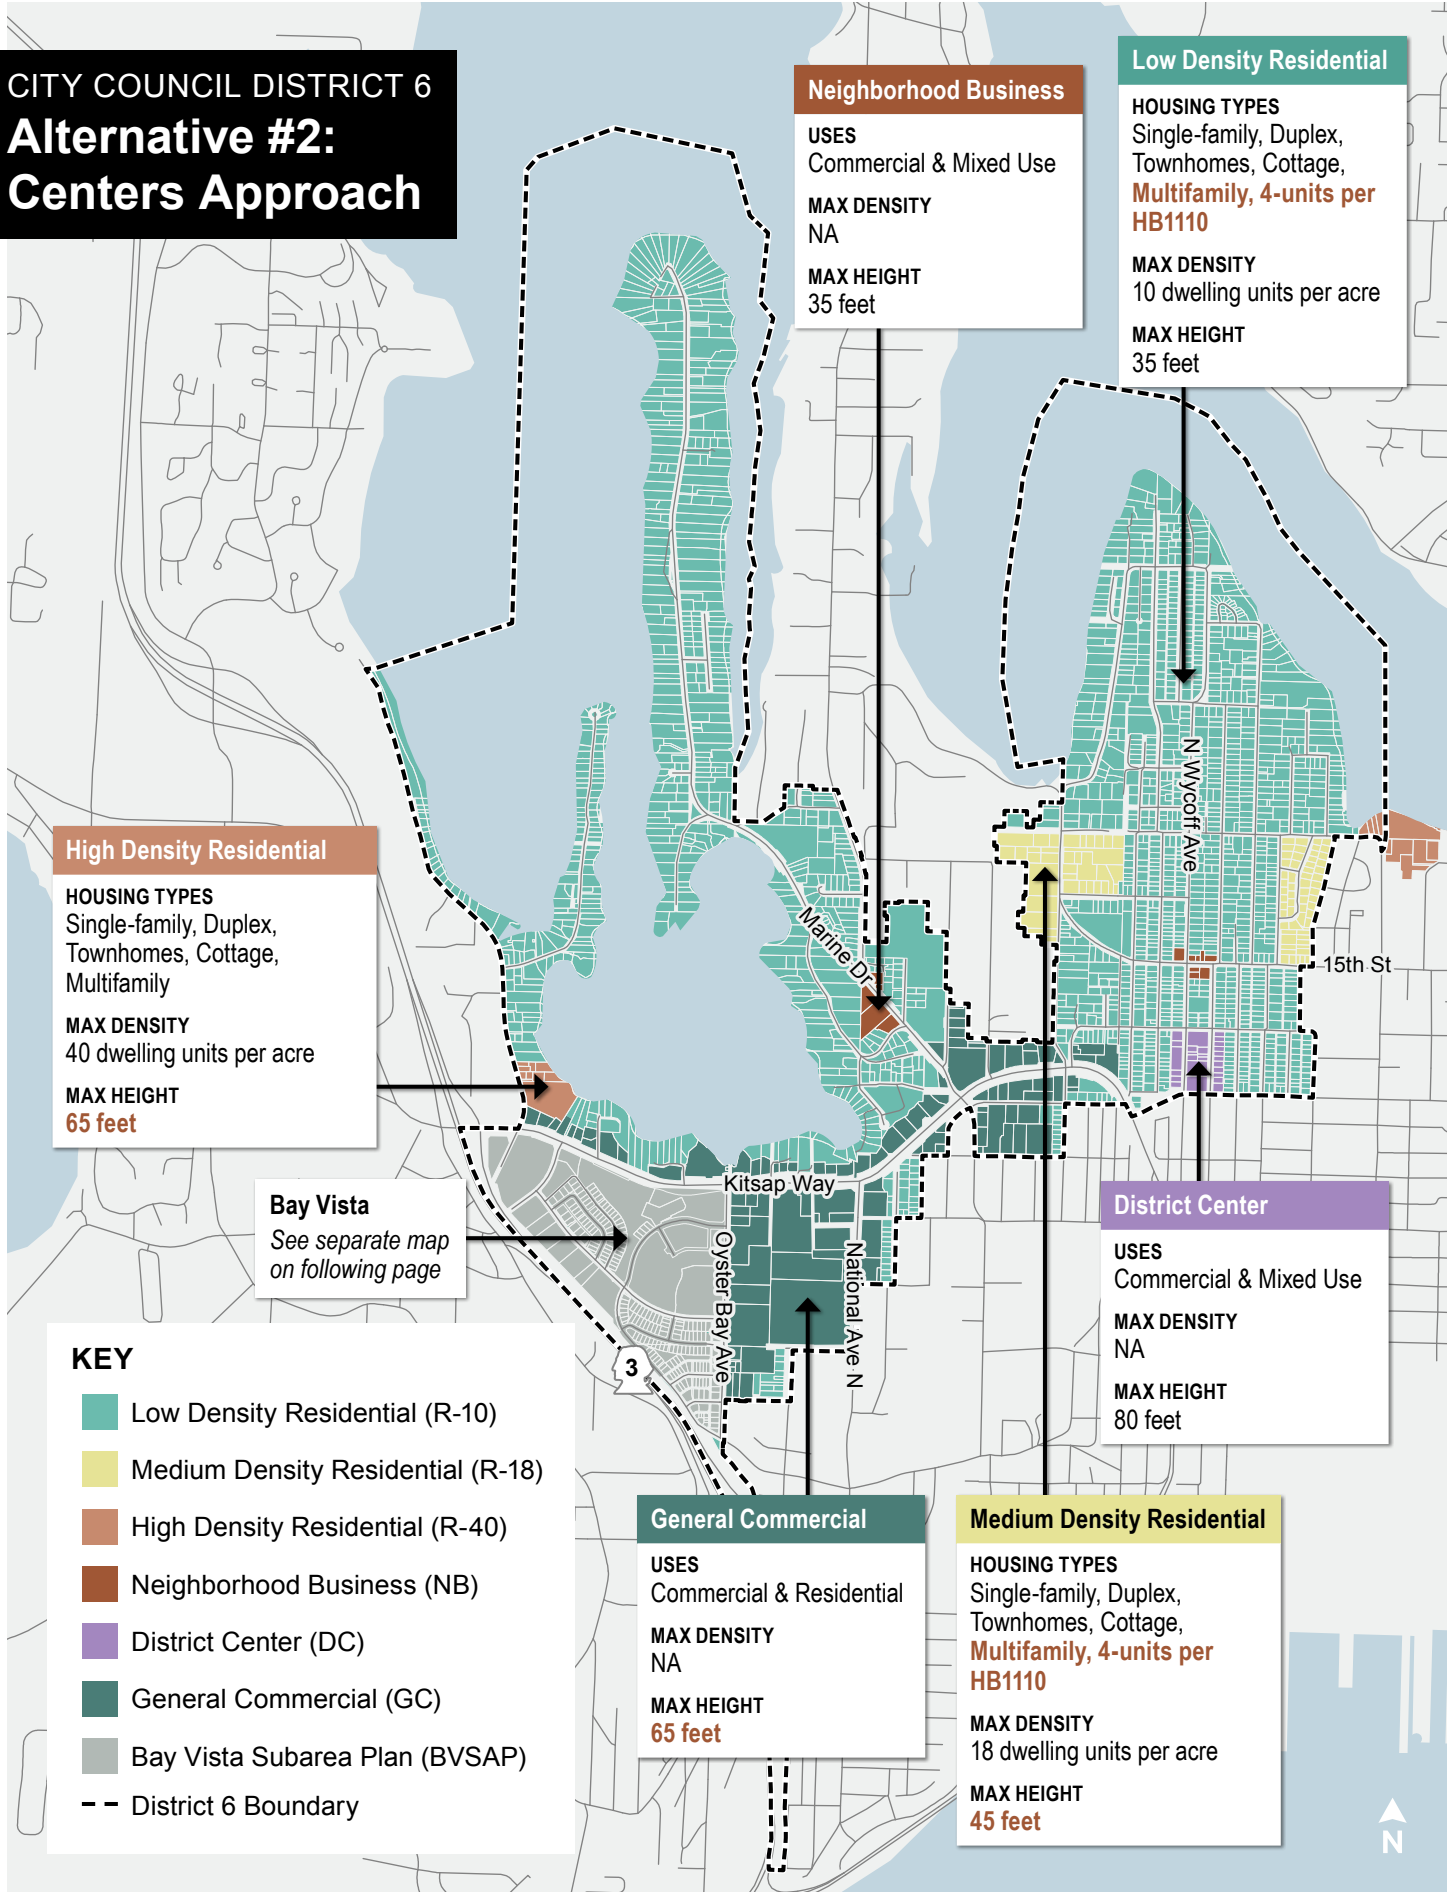 CITY COUNCIL DISTRICT 6
Alternative #2:
Centers Approach
Neighborhood Business
USES
Commercial & Mixed Use
MAX DENSITY
NA
MAX HEIGHT
35 feet
Low Density Residential
HOUSING TYPES
Single-family, Duplex,
Townhomes, Cottage,
Multifamily, 4-units per
HB1110
MAX DENSITY
10 dwelling units per acre
MAX HEIGHT
35 feet
N Wycoff Ave
High Density Residential
HOUSING TYPES
Single-family, Duplex,
Townhomes, Cottage,
Multifamily
MAX DENSITY
40 dwelling units per acre
MAX HEIGHT
65 feet
Marine Dr
15th St
Kitsap Way
Bay Vista
See separate map
on following page
Oyster Bay Ave
National Ave N
3
District Center
USES
Commercial & Mixed Use
MAX DENSITY
NA
MAX HEIGHT
80 feet
KEY
Low Density Residential (R-10)
Medium Density Residential (R-18)
High Density Residential (R-40)
Neighborhood Business (NB)
District Center (DC)
General Commercial (GC)
Bay Vista Subarea Plan (BVSAP)
District 6 Boundary
General Commercial
USES
Commercial & Residential
MAX DENSITY
NA
MAX HEIGHT
65 feet
Medium Density Residential
HOUSING TYPES
Single-family, Duplex,
Townhomes, Cottage,
Multifamily, 4-units per
HB1110
MAX DENSITY
18 dwelling units per acre
MAX HEIGHT
45 feet
N